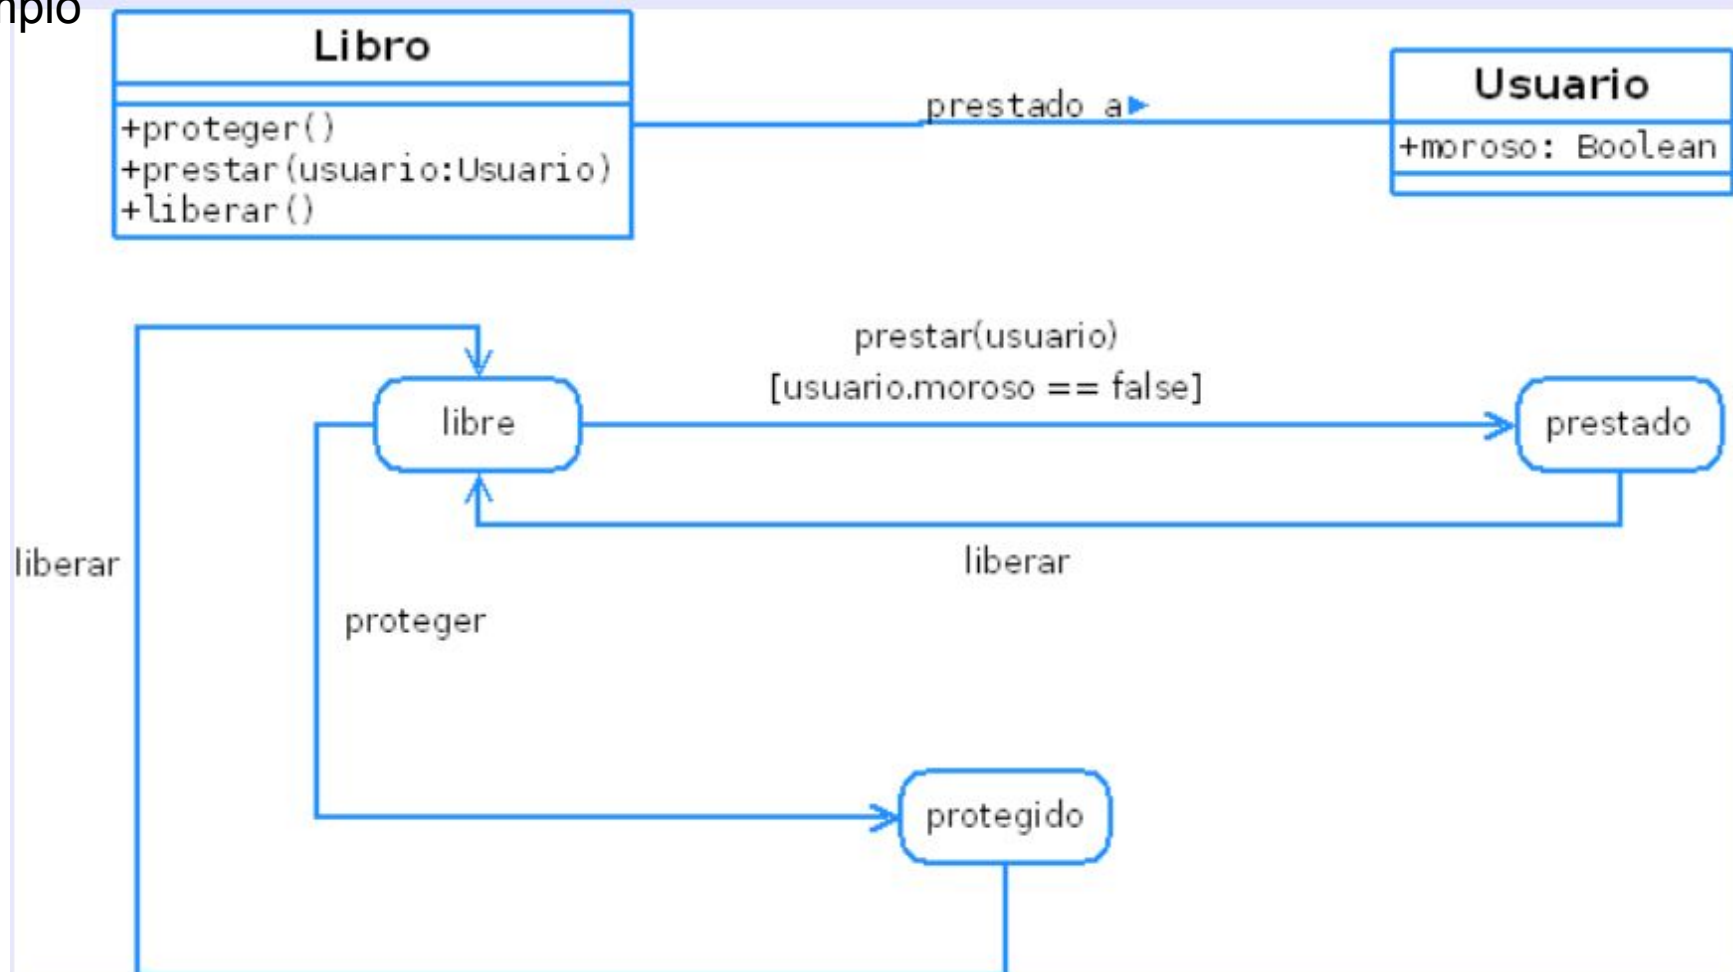 Libro
+proteger()
+prestar(usuario:Usuario)
+liberar()
prestado a
Usuario
+moroso: Boolean
prestar(usuario)
[usuario.moroso == false]
libre
prestado
liberar
liberar
proteger
protegido